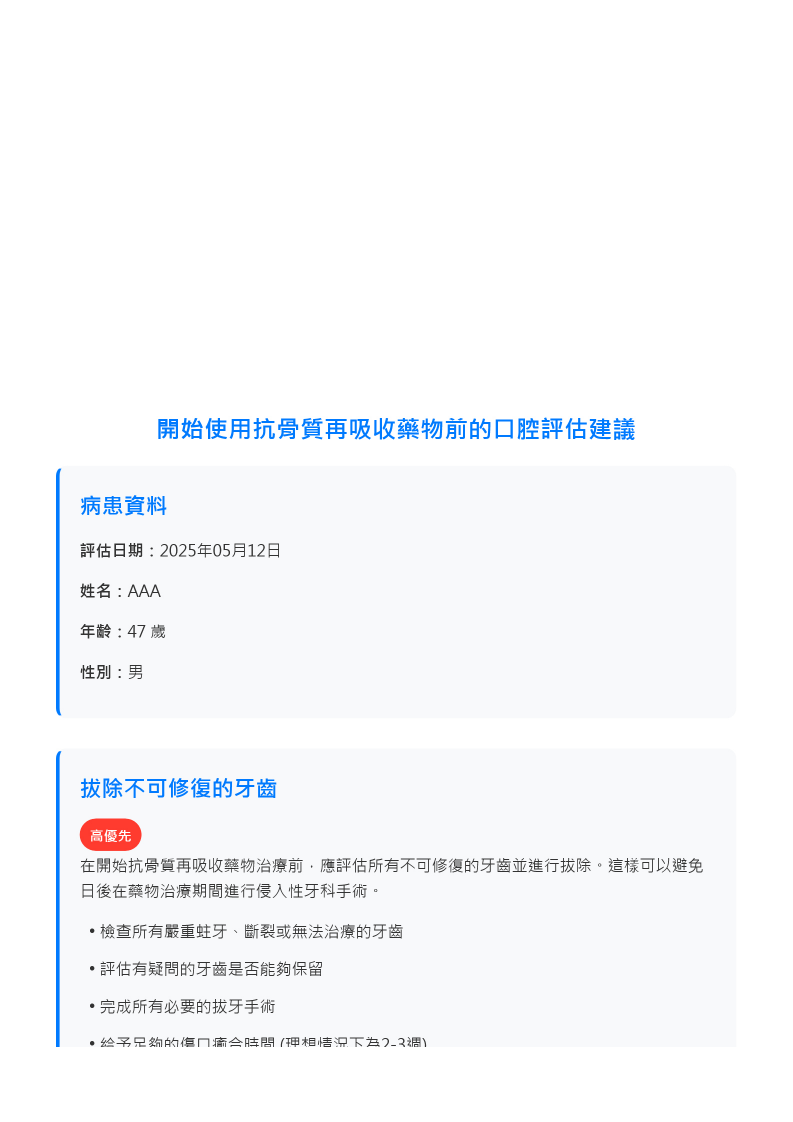 開始使用抗骨質再吸收藥物前的口腔評估建議
病患資料
評估日期：2025年05月12日
姓名：AAA
年齡：47 歲
性別：男
拔除不可修復的牙齒
高優先
在開始抗骨質再吸收藥物治療前，應評估所有不可修復的牙齒並進行拔除。這樣可以避免
日後在藥物治療期間進行侵入性牙科手術。
• 檢查所有嚴重蛀牙、斷裂或無法治療的牙齒
• 評估有疑問的牙齒是否能夠保留
• 完成所有必要的拔牙手術
• 給予足夠的傷口癒合時間 (理想情況下為2-3週)